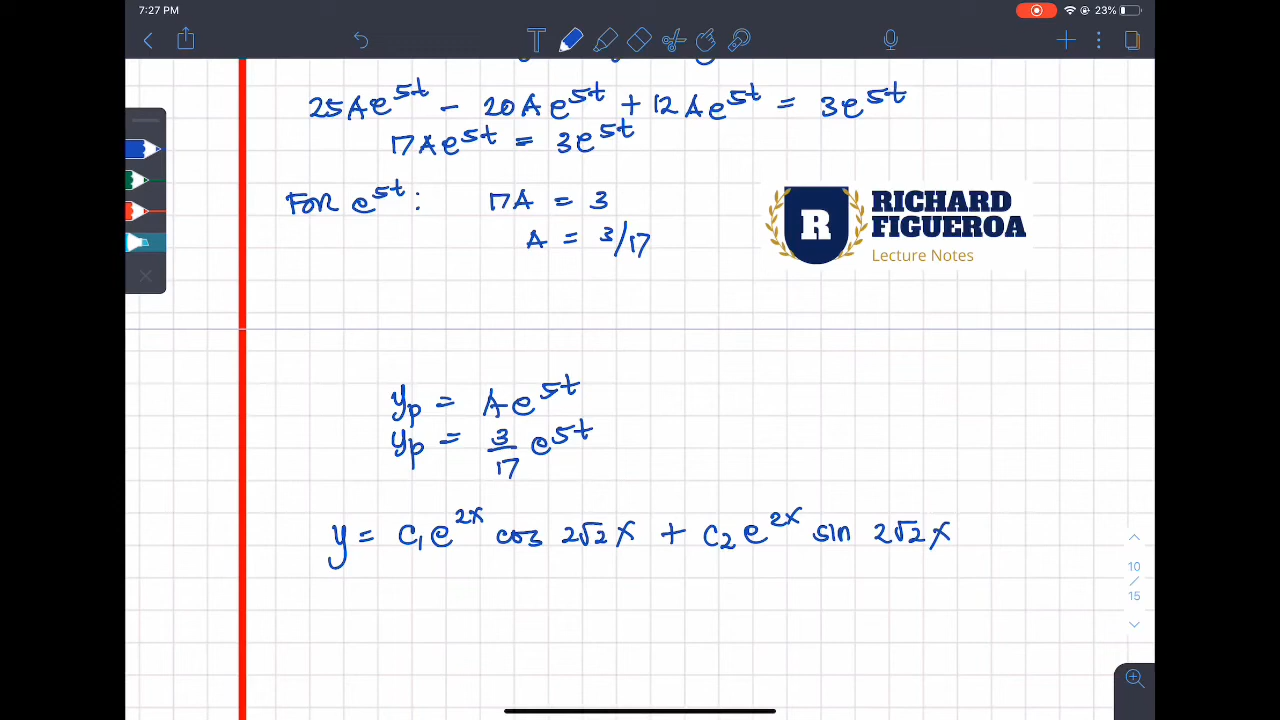 7:27 PM
23%
25Ae^5t - 20Ae^5t + 12Ae^5t = 3e^5t
17Ae^5t = 3e^5t
FOR e^5t: 17A = 3
A = 3/17
R
RICHARD
FIGUEROA
Lecture Notes
yp = Ae^5t
yp = 3/17 e^5t
y = C₁e^2x cos 2√2 x + C₂e^2x sin 2√2 x
10
/
15